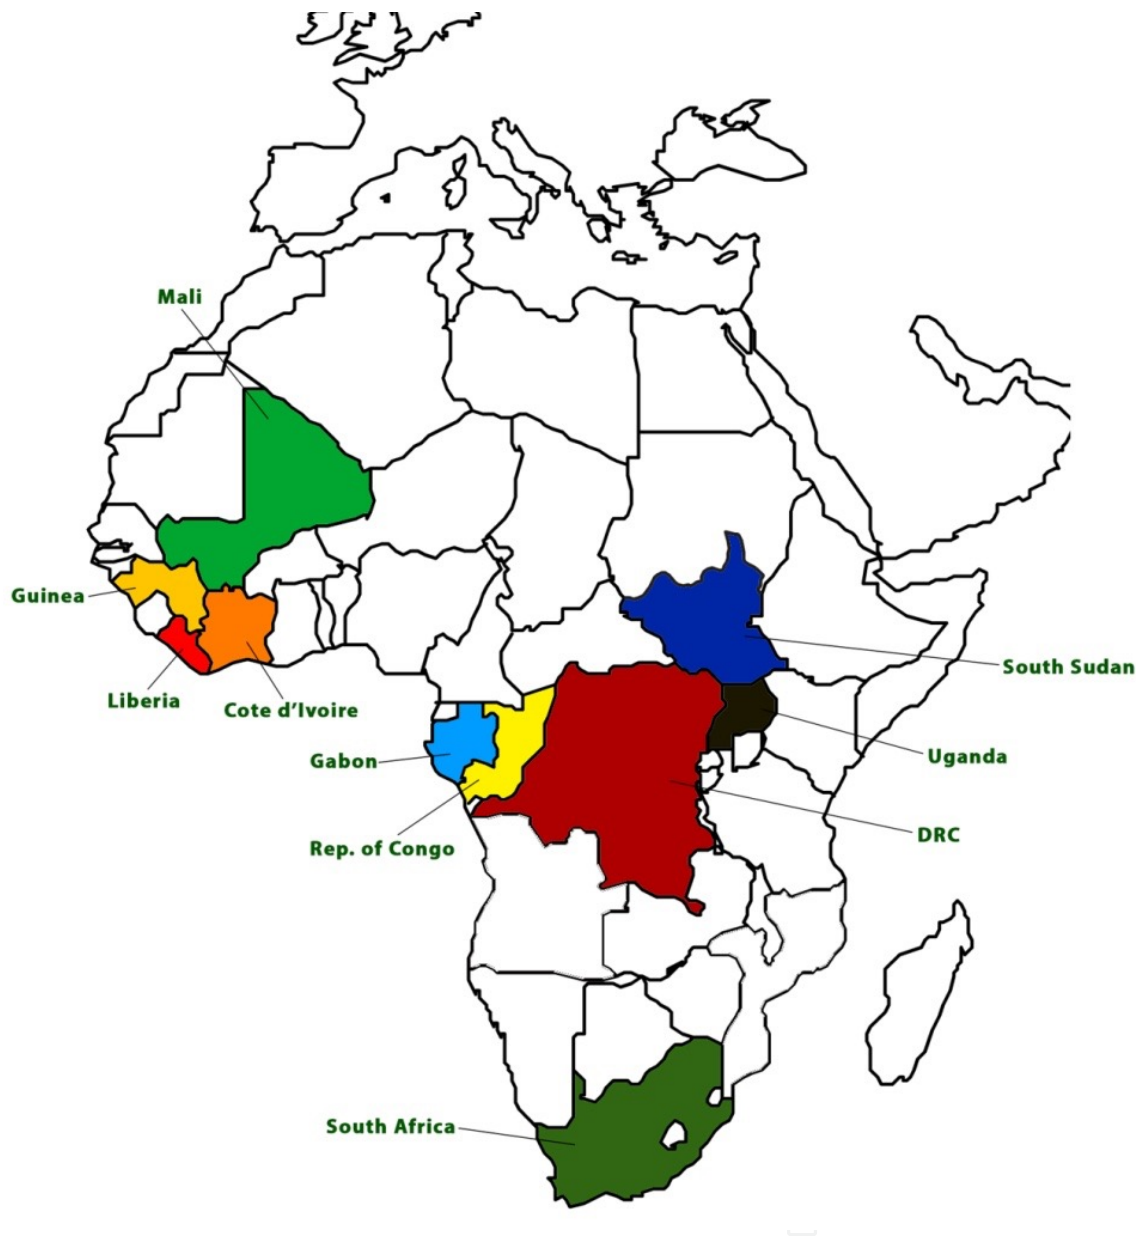 Mali
Guinea
Liberia
Cote d'Ivoire
South Sudan
Gabon
Uganda
Rep. of Congo
DRC
South Africa